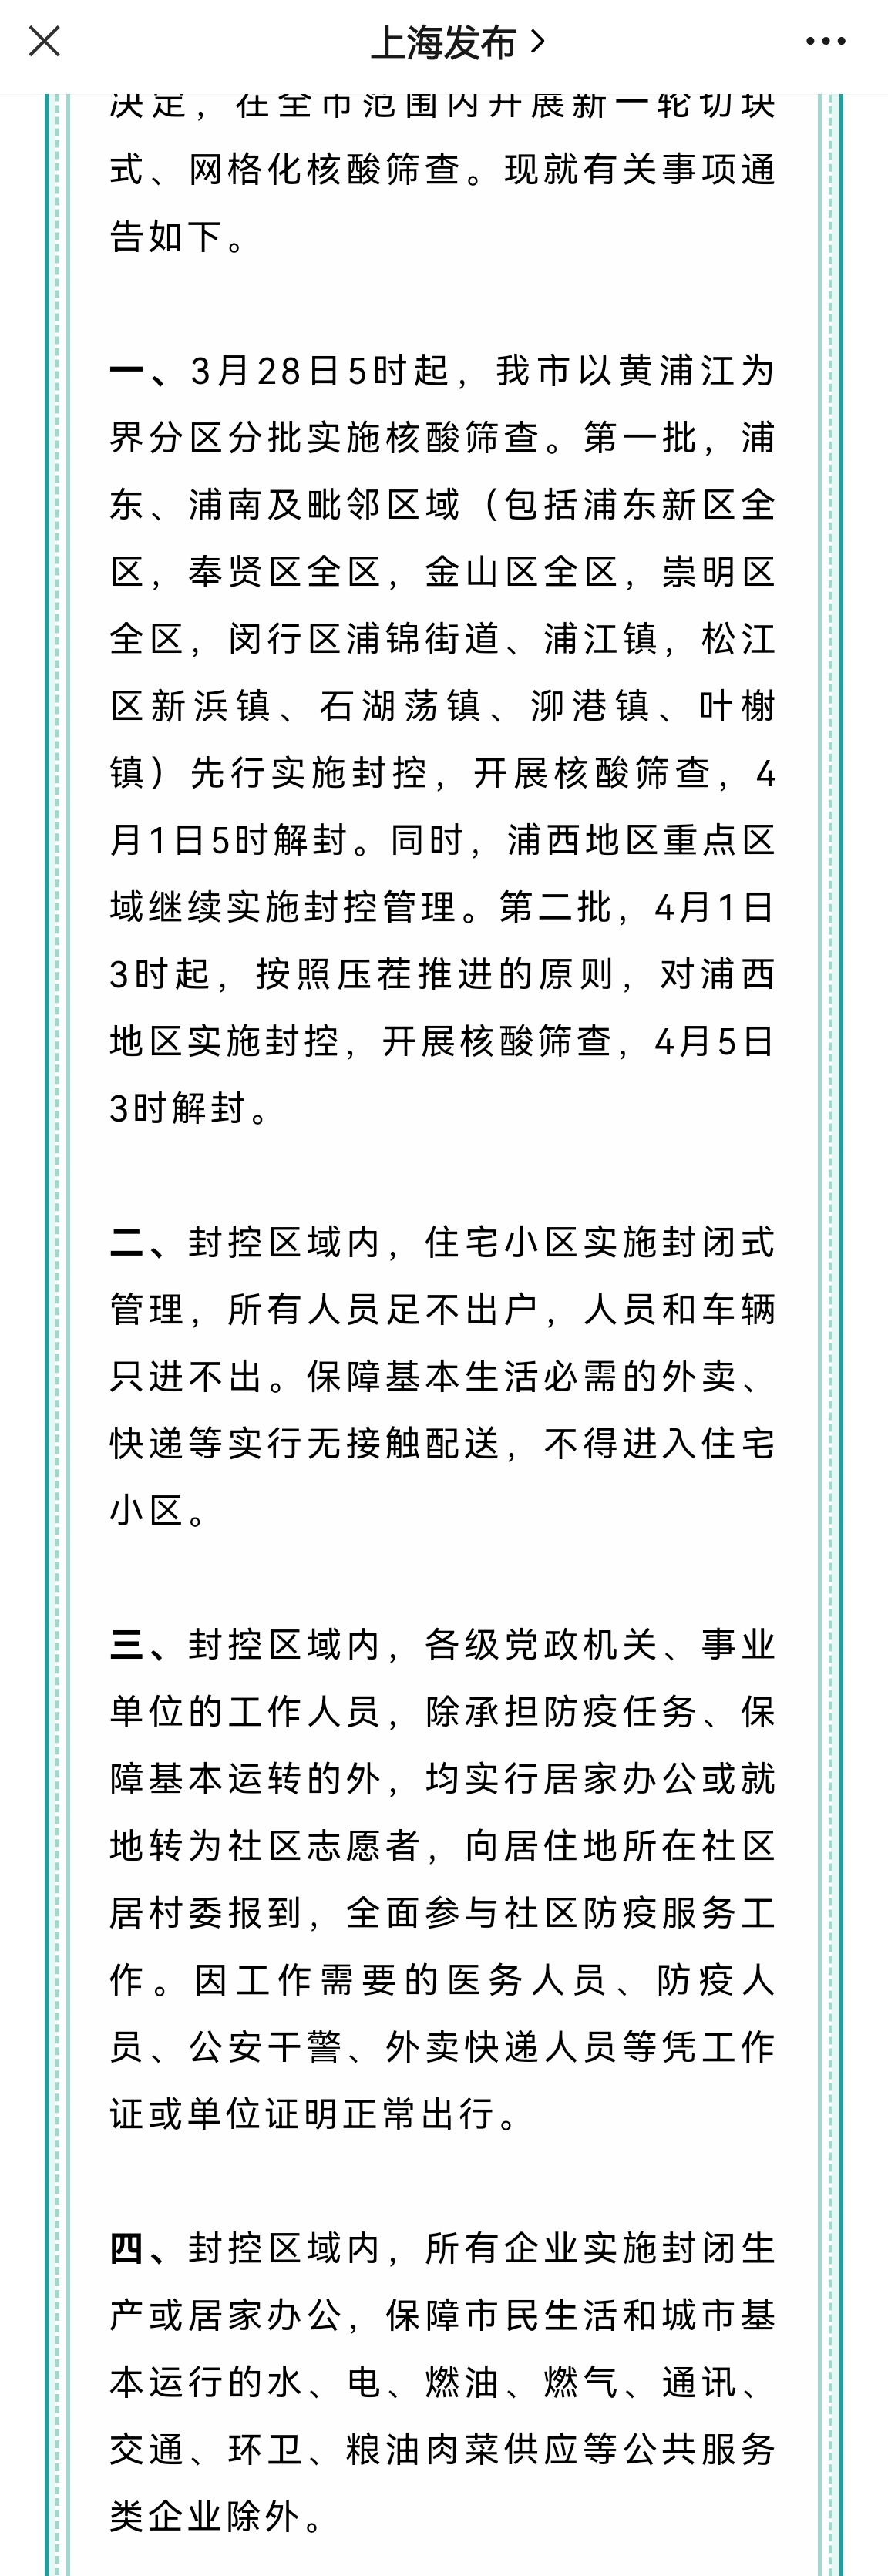 上海发布
决定，在全市范围内开展新一轮切块
式、网格化核酸筛查。现就有关事项通
告如下。
一、3月28日5时起，我市以黄浦江为
界分区分批实施核酸筛查。第一批，浦
东、浦南及毗邻区域（包括浦东新区全
区，奉贤区全区，金山区全区，崇明区
全区，闵行区浦锦街道、浦江镇，松江
区新浜镇、石湖荡镇、泖港镇、叶榭
镇）先行实施封控，开展核酸筛查，4
月1日5时解封。同时，浦西地区重点区
域继续实施封控管理。第二批，4月1日
3时起，按照压茬推进的原则，对浦西
地区实施封控，开展核酸筛查，4月5日
3时解封。
二、封控区域内，住宅小区实施封闭式
管理，所有人员足不出户，人员和车辆
只进不出。保障基本生活必需的外卖、
快递等实行无接触配送，不得进入住宅
小区。
三、封控区域内，各级党政机关、事业
单位的工作人员，除承担防疫任务、保
障基本运转的外，均实行居家办公或就
地转为社区志愿者，向居住地所在社区
居村委报到，全面参与社区防疫服务工
作。因工作需要的医务人员、防疫人
员、公安干警、外卖快递人员等凭工作
证或单位证明正常出行。
四、封控区域内，所有企业实施封闭生
产或居家办公，保障市民生活和城市基
本运行的水、电、燃油、燃气、通讯、
交通、环卫、粮油肉菜供应等公共服务
类企业除外。